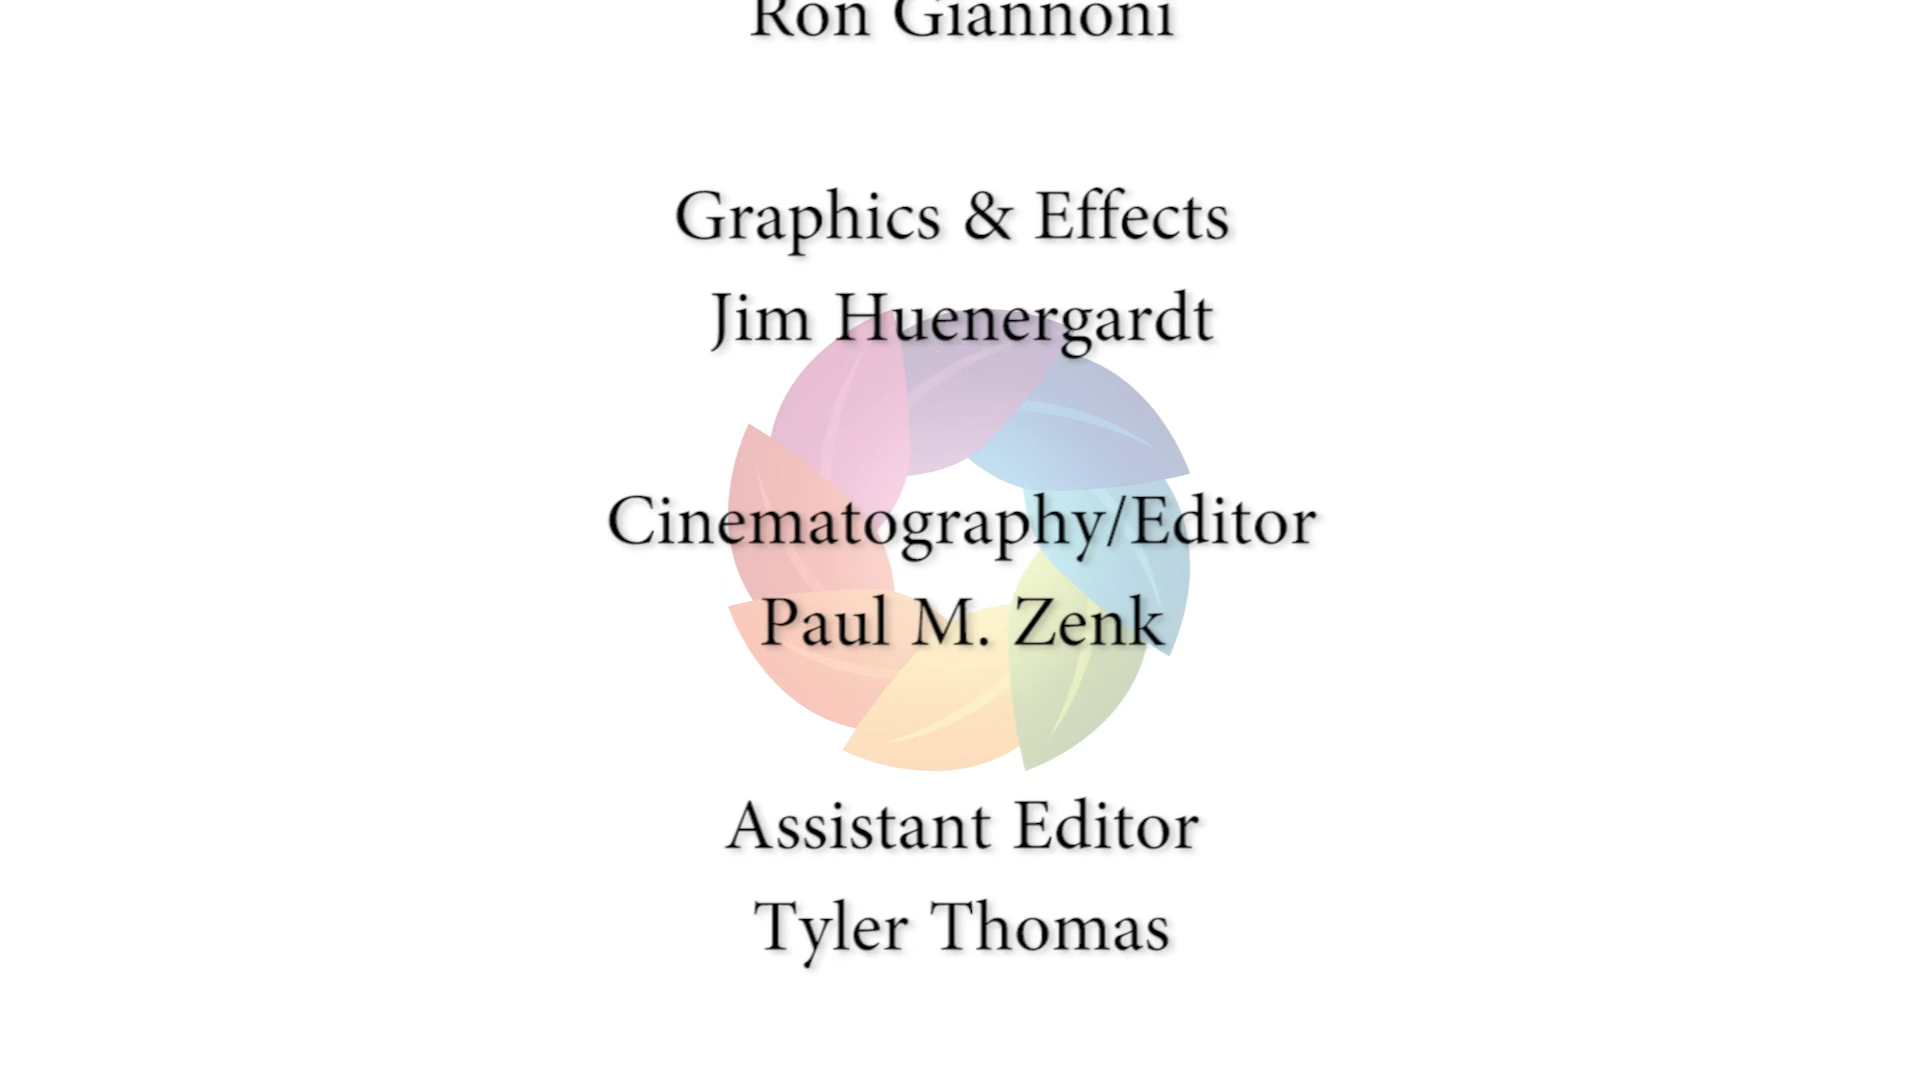 Ron Giannoni
Graphics & Effects
Jim Huenergardt
Cinematography/Editor
Paul M. Zenk
Assistant Editor
Tyler Thomas